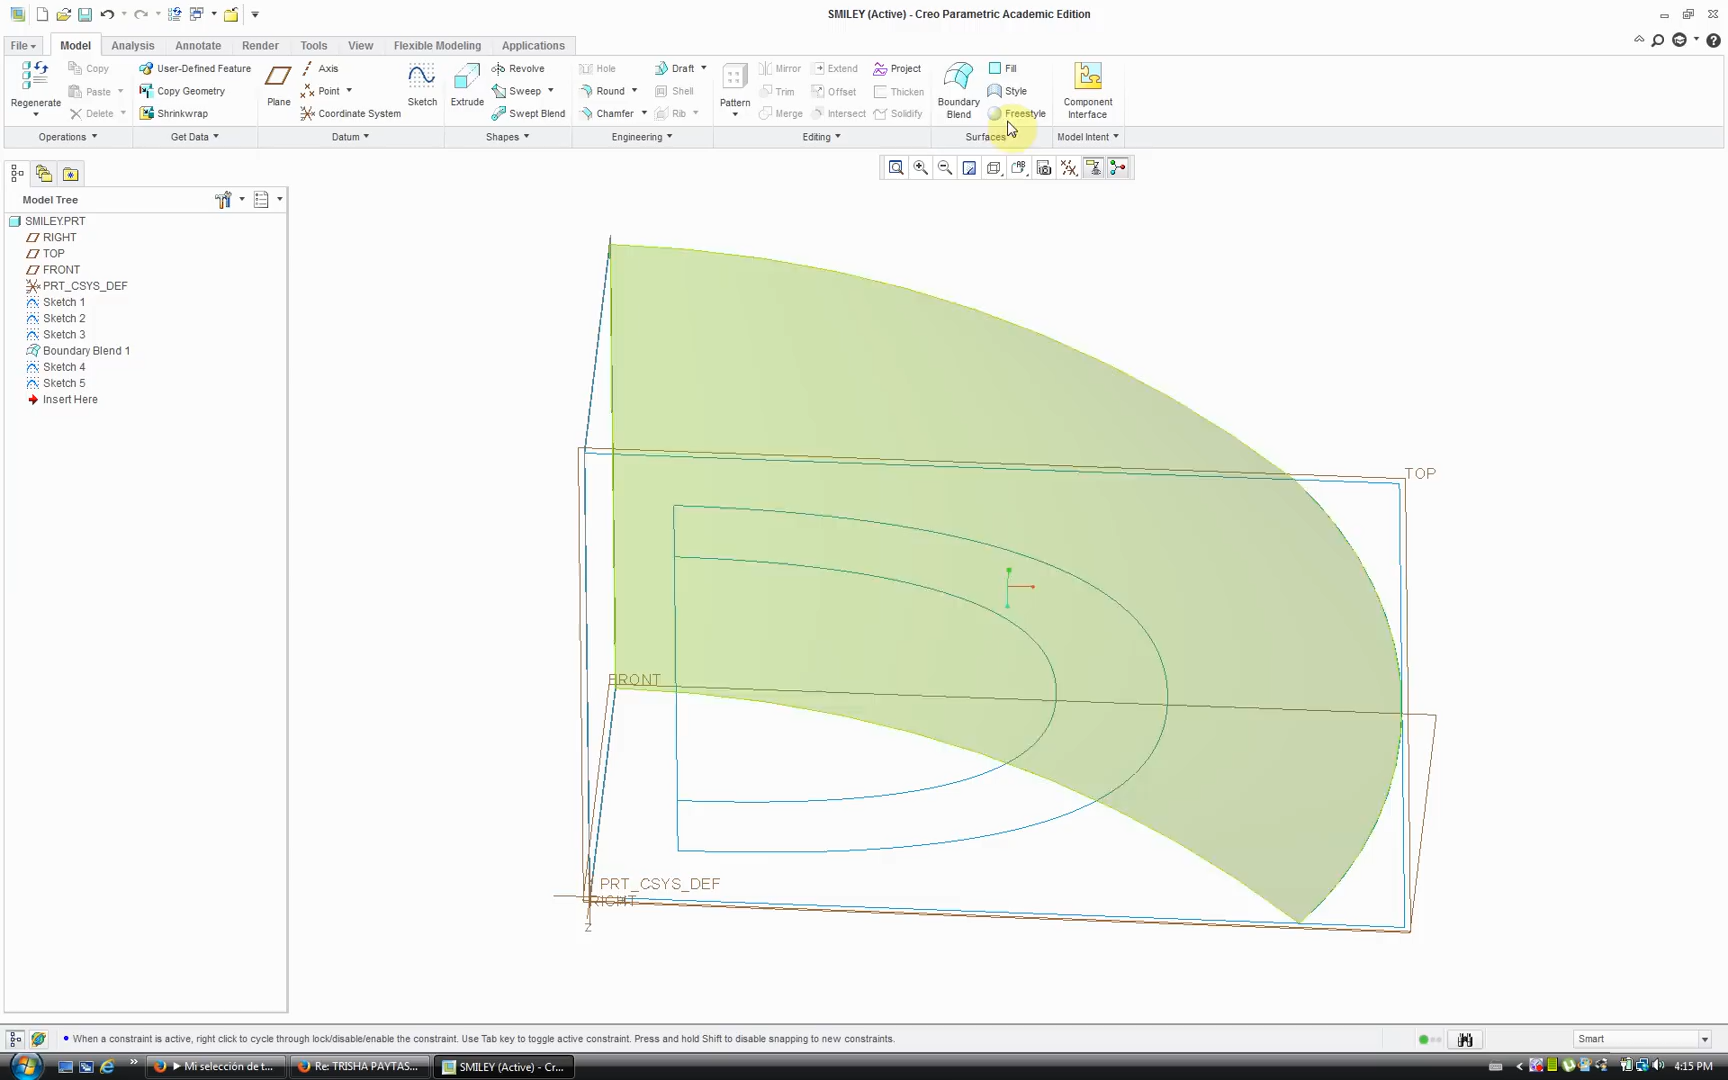 SMILEY (Active) - Creo Parametric Academic Edition
File Model Analysis Annotate Render Tools View Flexible Modeling Applications
Regenerate
Copy
Paste
Delete
Operations
User-Defined Feature
Copy Geometry
Shrinkwrap
Get Data
Plane
Axis
Point
Coordinate System
Datum
Sketch
Extrude
Revolve
Sweep
Swept Blend
Shapes
Hole
Round
Chamfer
Draft
Shell
Rib
Engineering
Pattern
Mirror
Trim
Merge
Extend
Offset
Intersect
Project
Thicken
Solidify
Editing
Boundary
Blend
Fill
Style
Freestyle
Surfaces
Component
Interface
Model Intent
Model Tree
SMILEY.PRT
RIGHT
TOP
FRONT
PRT_CSYS_DEF
Sketch 1
Sketch 2
Sketch 3
Boundary Blend 1
Sketch 4
Sketch 5
Insert Here
TOP
FRONT
PRT_CSYS_DEF
RIGHT
Z
When a constraint is active, right click to cycle through lock/disable/enable the constraint. Use Tab key to toggle active constraint. Press and hold Shift to disable snapping to new constraints.
Smart
Mi selección de t...
Re: TRISHA PAYTAS...
SMILEY (Active) - Cr...
4:15 PM